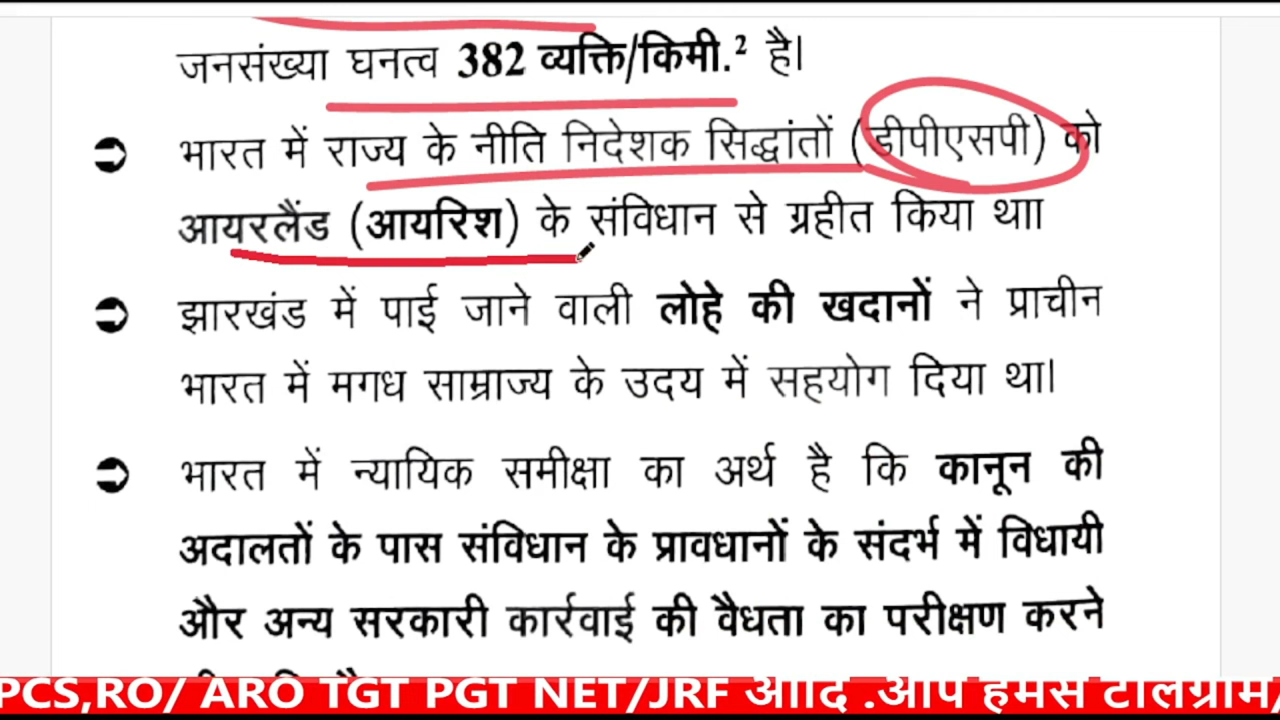 जनसंख्या घनत्व 382 व्यक्ति/किमी.² है।
भारत में राज्य के नीति निदेशक सिद्धांतों (डीपीएसपी) को
आयरलैंड (आयरिश) के संविधान से ग्रहीत किया थाा
झारखंड में पाई जाने वाली लोहे की खदानों ने प्राचीन
भारत में मगध साम्राज्य के उदय में सहयोग दिया था।
भारत में न्यायिक समीक्षा का अर्थ है कि कानून की
अदालतों के पास संविधान के प्रावधानों के संदर्भ में विधायी
और अन्य सरकारी कार्रवाई की वैधता का परीक्षण करने
PCS,RO/ ARO TGT PGT NET/JRF आदि .आप हमसे टेलिग्राम/